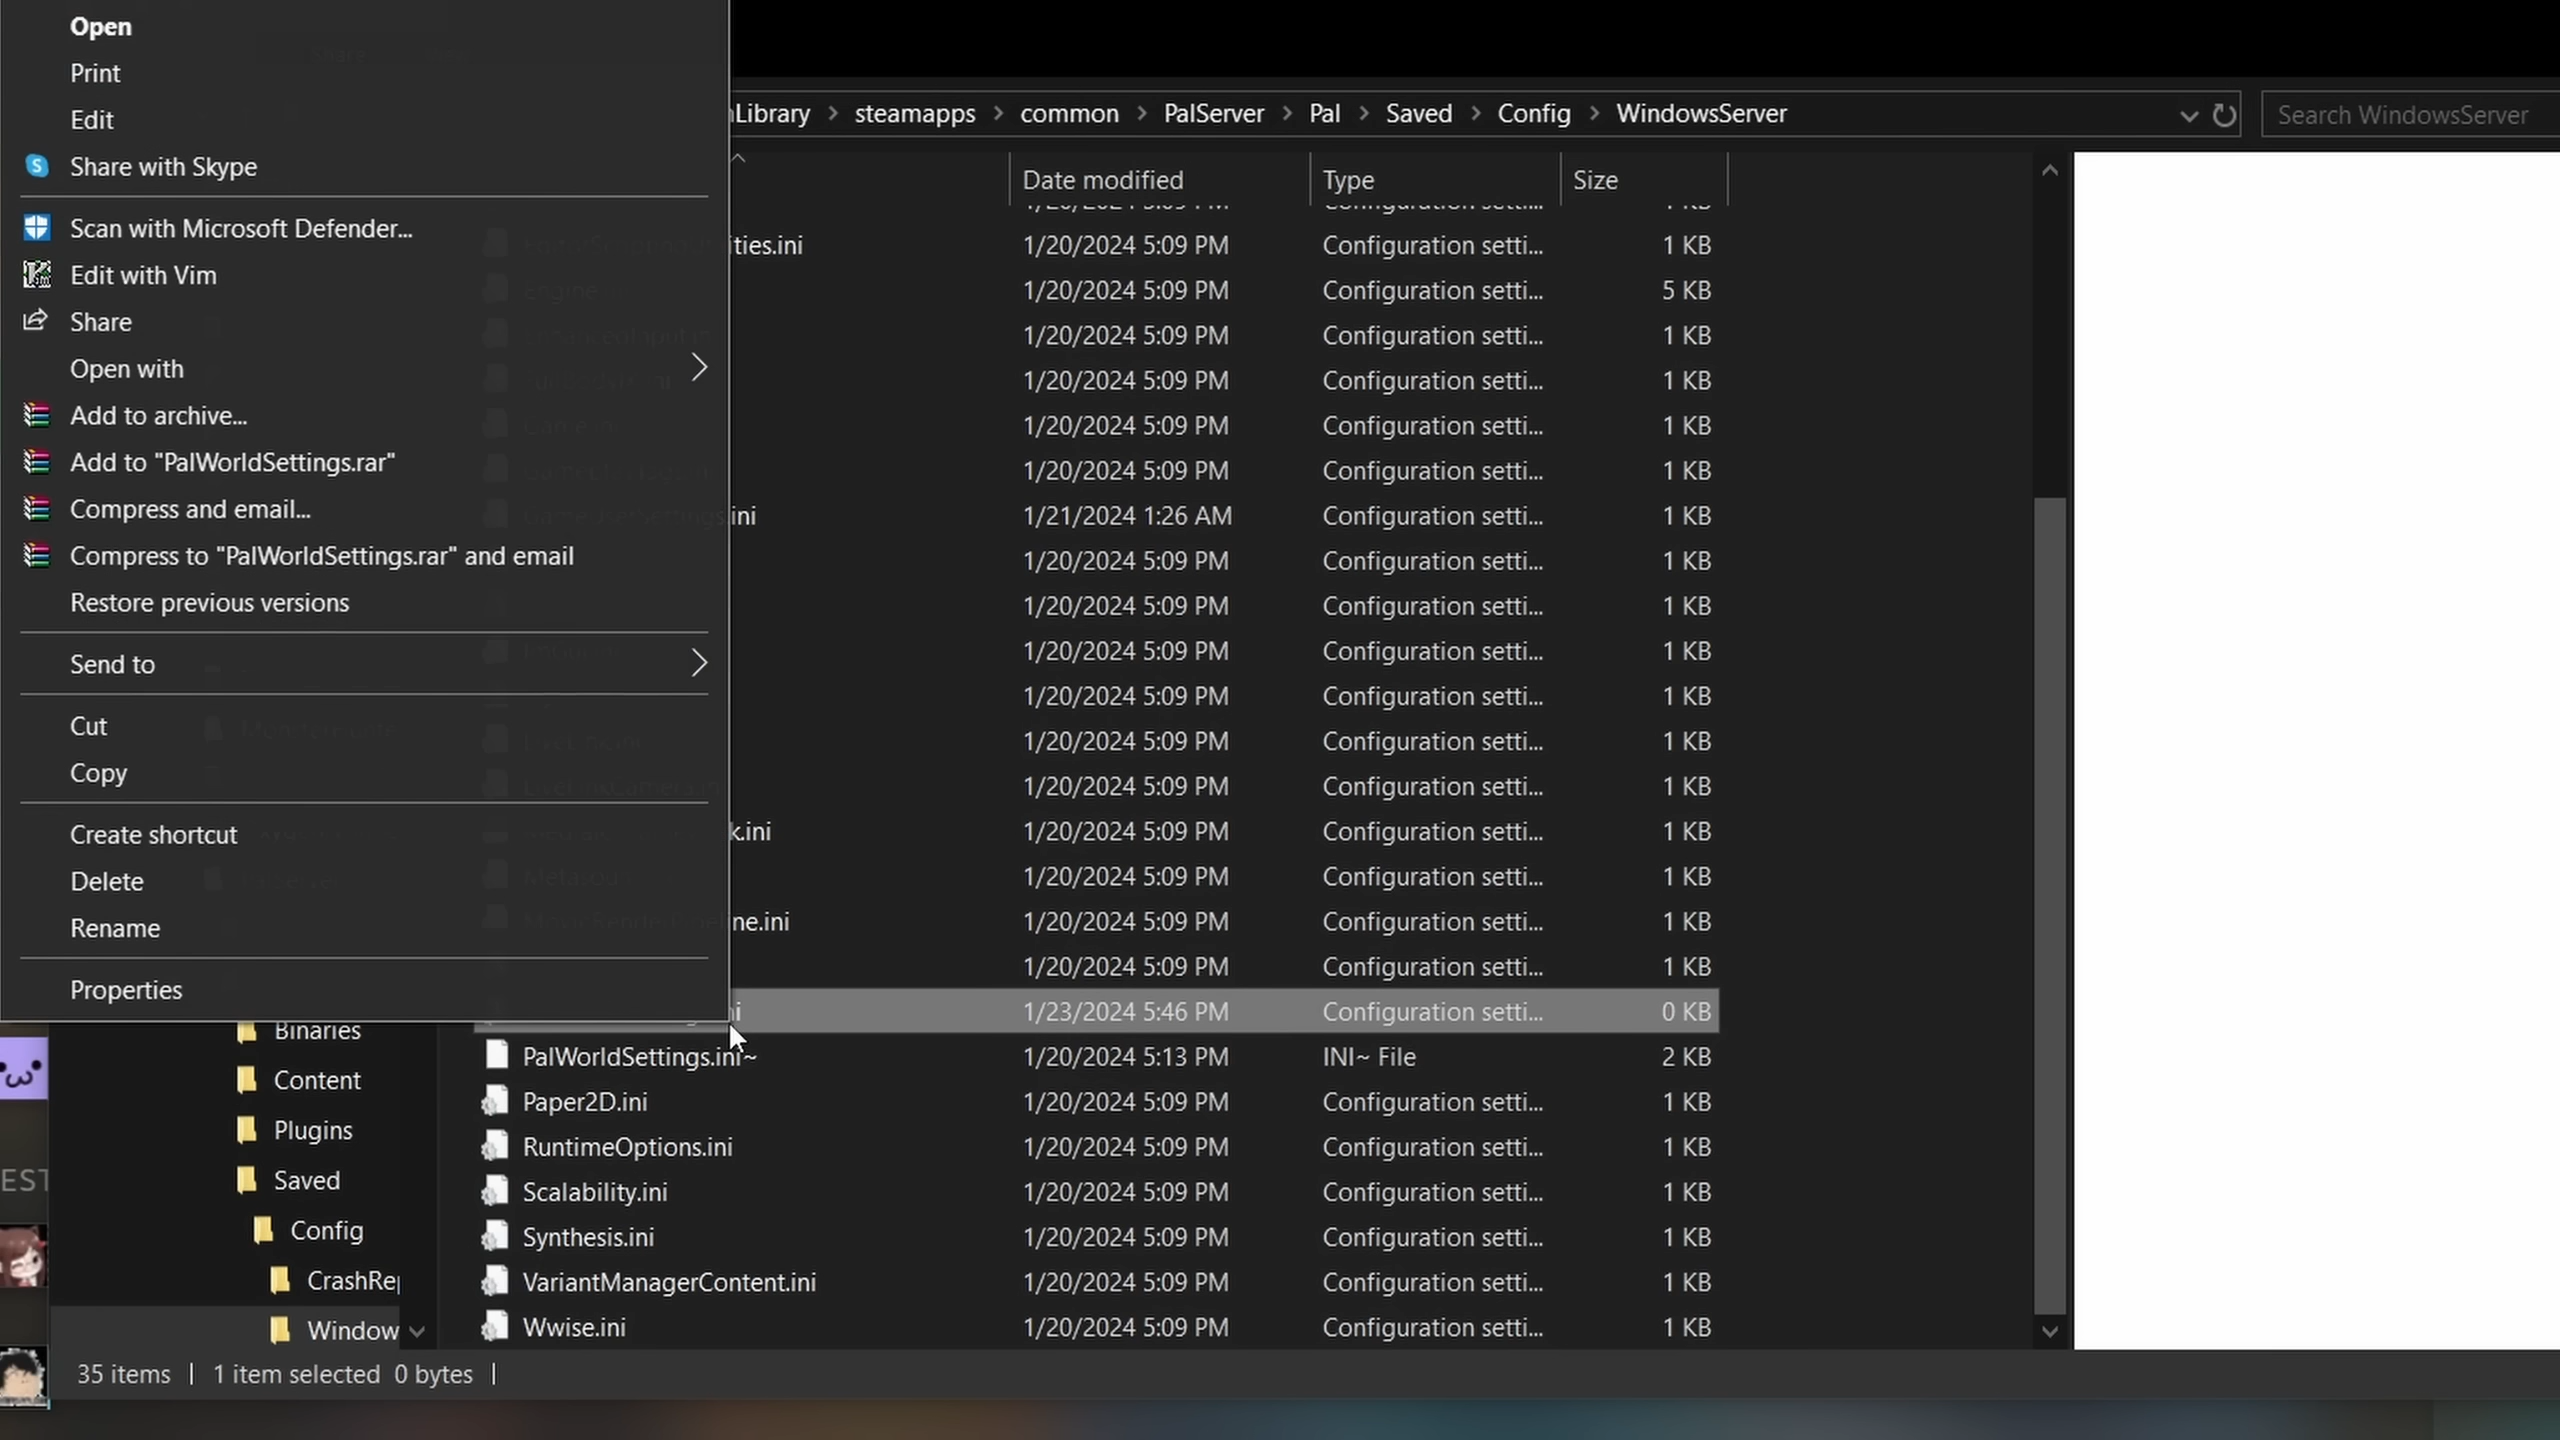 Open
Print
Edit
Share with Skype
Scan with Microsoft Defender...
Edit with Vim
Share
Open with
Add to archive...
Add to "PalWorldSettings.rar"
Compress and email...
Compress to "PalWorldSettings.rar" and email
Restore previous versions
Send to
Cut
Copy
Create shortcut
Delete
Rename
Properties
Library > steamapps > common > PalServer > Pal > Saved > Config > WindowsServer
Search WindowsServer
Date modified Type Size
ities.ini 1/20/2024 5:09 PM Configuration setti... 1 KB
1/20/2024 5:09 PM Configuration setti... 5 KB
1/20/2024 5:09 PM Configuration setti... 1 KB
1/20/2024 5:09 PM Configuration setti... 1 KB
1/20/2024 5:09 PM Configuration setti... 1 KB
1/20/2024 5:09 PM Configuration setti... 1 KB
ini 1/21/2024 1:26 AM Configuration setti... 1 KB
1/20/2024 5:09 PM Configuration setti... 1 KB
1/20/2024 5:09 PM Configuration setti... 1 KB
1/20/2024 5:09 PM Configuration setti... 1 KB
1/20/2024 5:09 PM Configuration setti... 1 KB
1/20/2024 5:09 PM Configuration setti... 1 KB
1/20/2024 5:09 PM Configuration setti... 1 KB
k.ini 1/20/2024 5:09 PM Configuration setti... 1 KB
1/20/2024 5:09 PM Configuration setti... 1 KB
ne.ini 1/20/2024 5:09 PM Configuration setti... 1 KB
1/20/2024 5:09 PM Configuration setti... 1 KB
1/23/2024 5:46 PM Configuration setti... 0 KB
PalWorldSettings.ini~ 1/20/2024 5:13 PM INI~ File 2 KB
Paper2D.ini 1/20/2024 5:09 PM Configuration setti... 1 KB
RuntimeOptions.ini 1/20/2024 5:09 PM Configuration setti... 1 KB
Scalability.ini 1/20/2024 5:09 PM Configuration setti... 1 KB
Synthesis.ini 1/20/2024 5:09 PM Configuration setti... 1 KB
VariantManagerContent.ini 1/20/2024 5:09 PM Configuration setti... 1 KB
Wwise.ini 1/20/2024 5:09 PM Configuration setti... 1 KB
Binaries
Content
Plugins
Saved
Config
CrashRe
Window
EST
35 items | 1 item selected 0 bytes |